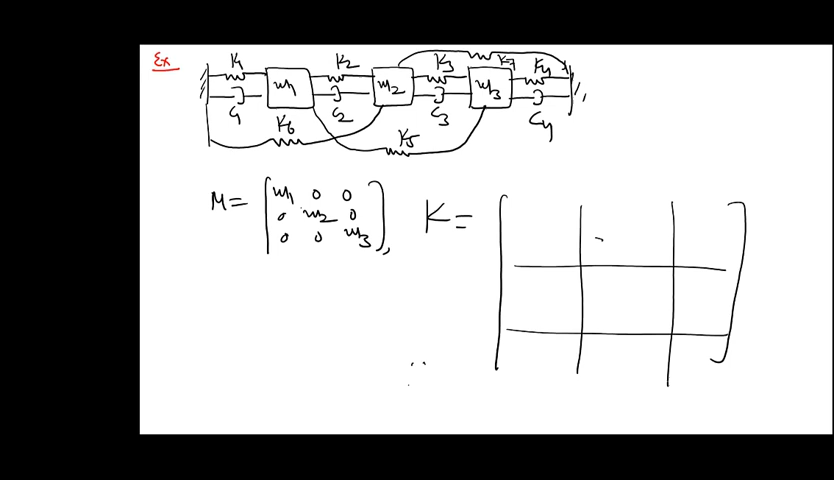 Ex
K1 K2 K3 K7 K4
m1 m2 m3
C1 C2 C3 C4
K6 K5
M = [ m1 0 0
0 m2 0
0 0 m3 ], K =